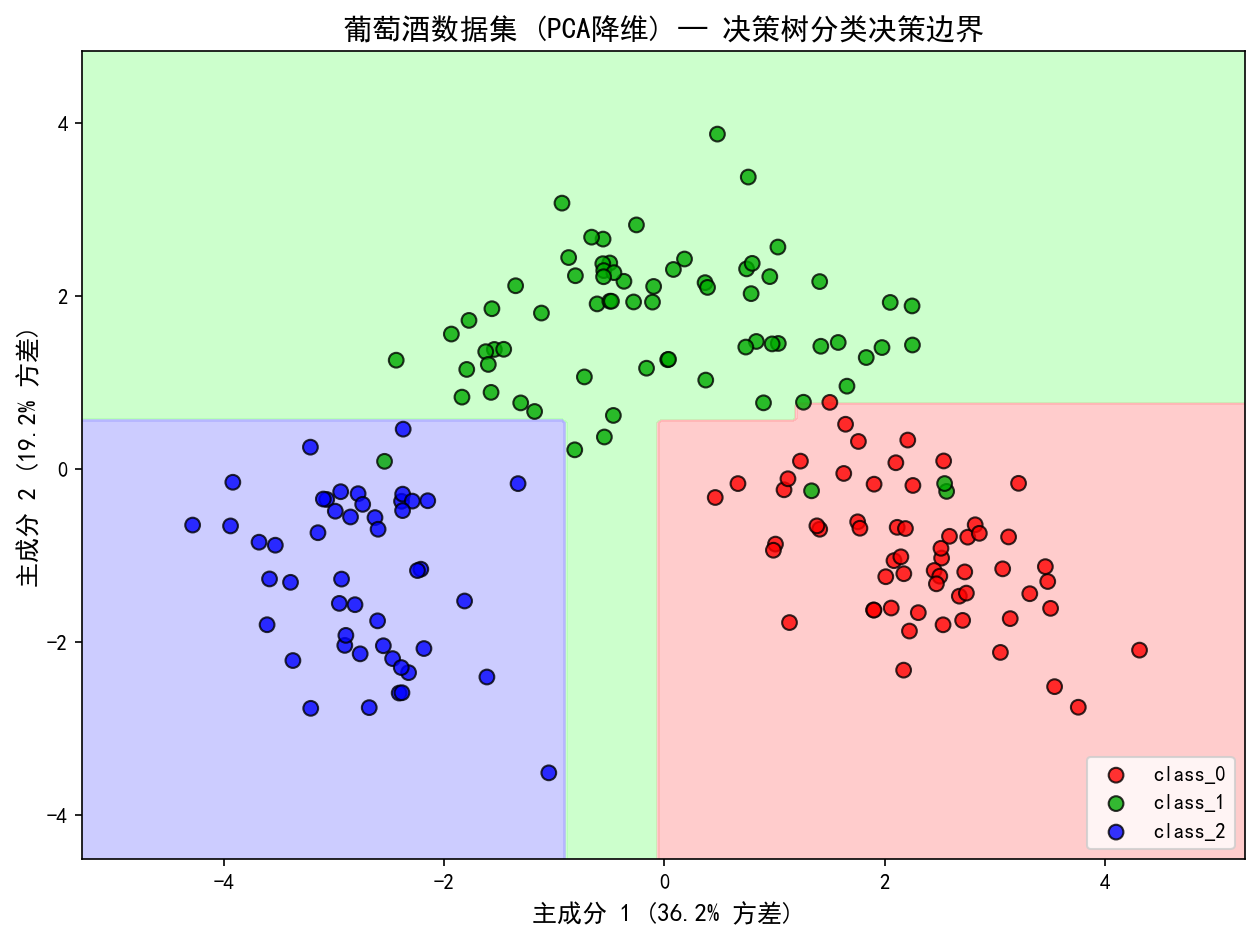 葡萄酒数据集 (PCA降维) — 决策树分类决策边界
主成分 2 (19.2% 方差)
4
2
0
−2
−4
−4 −2 0 2 4
主成分 1 (36.2% 方差)
class_0
class_1
class_2